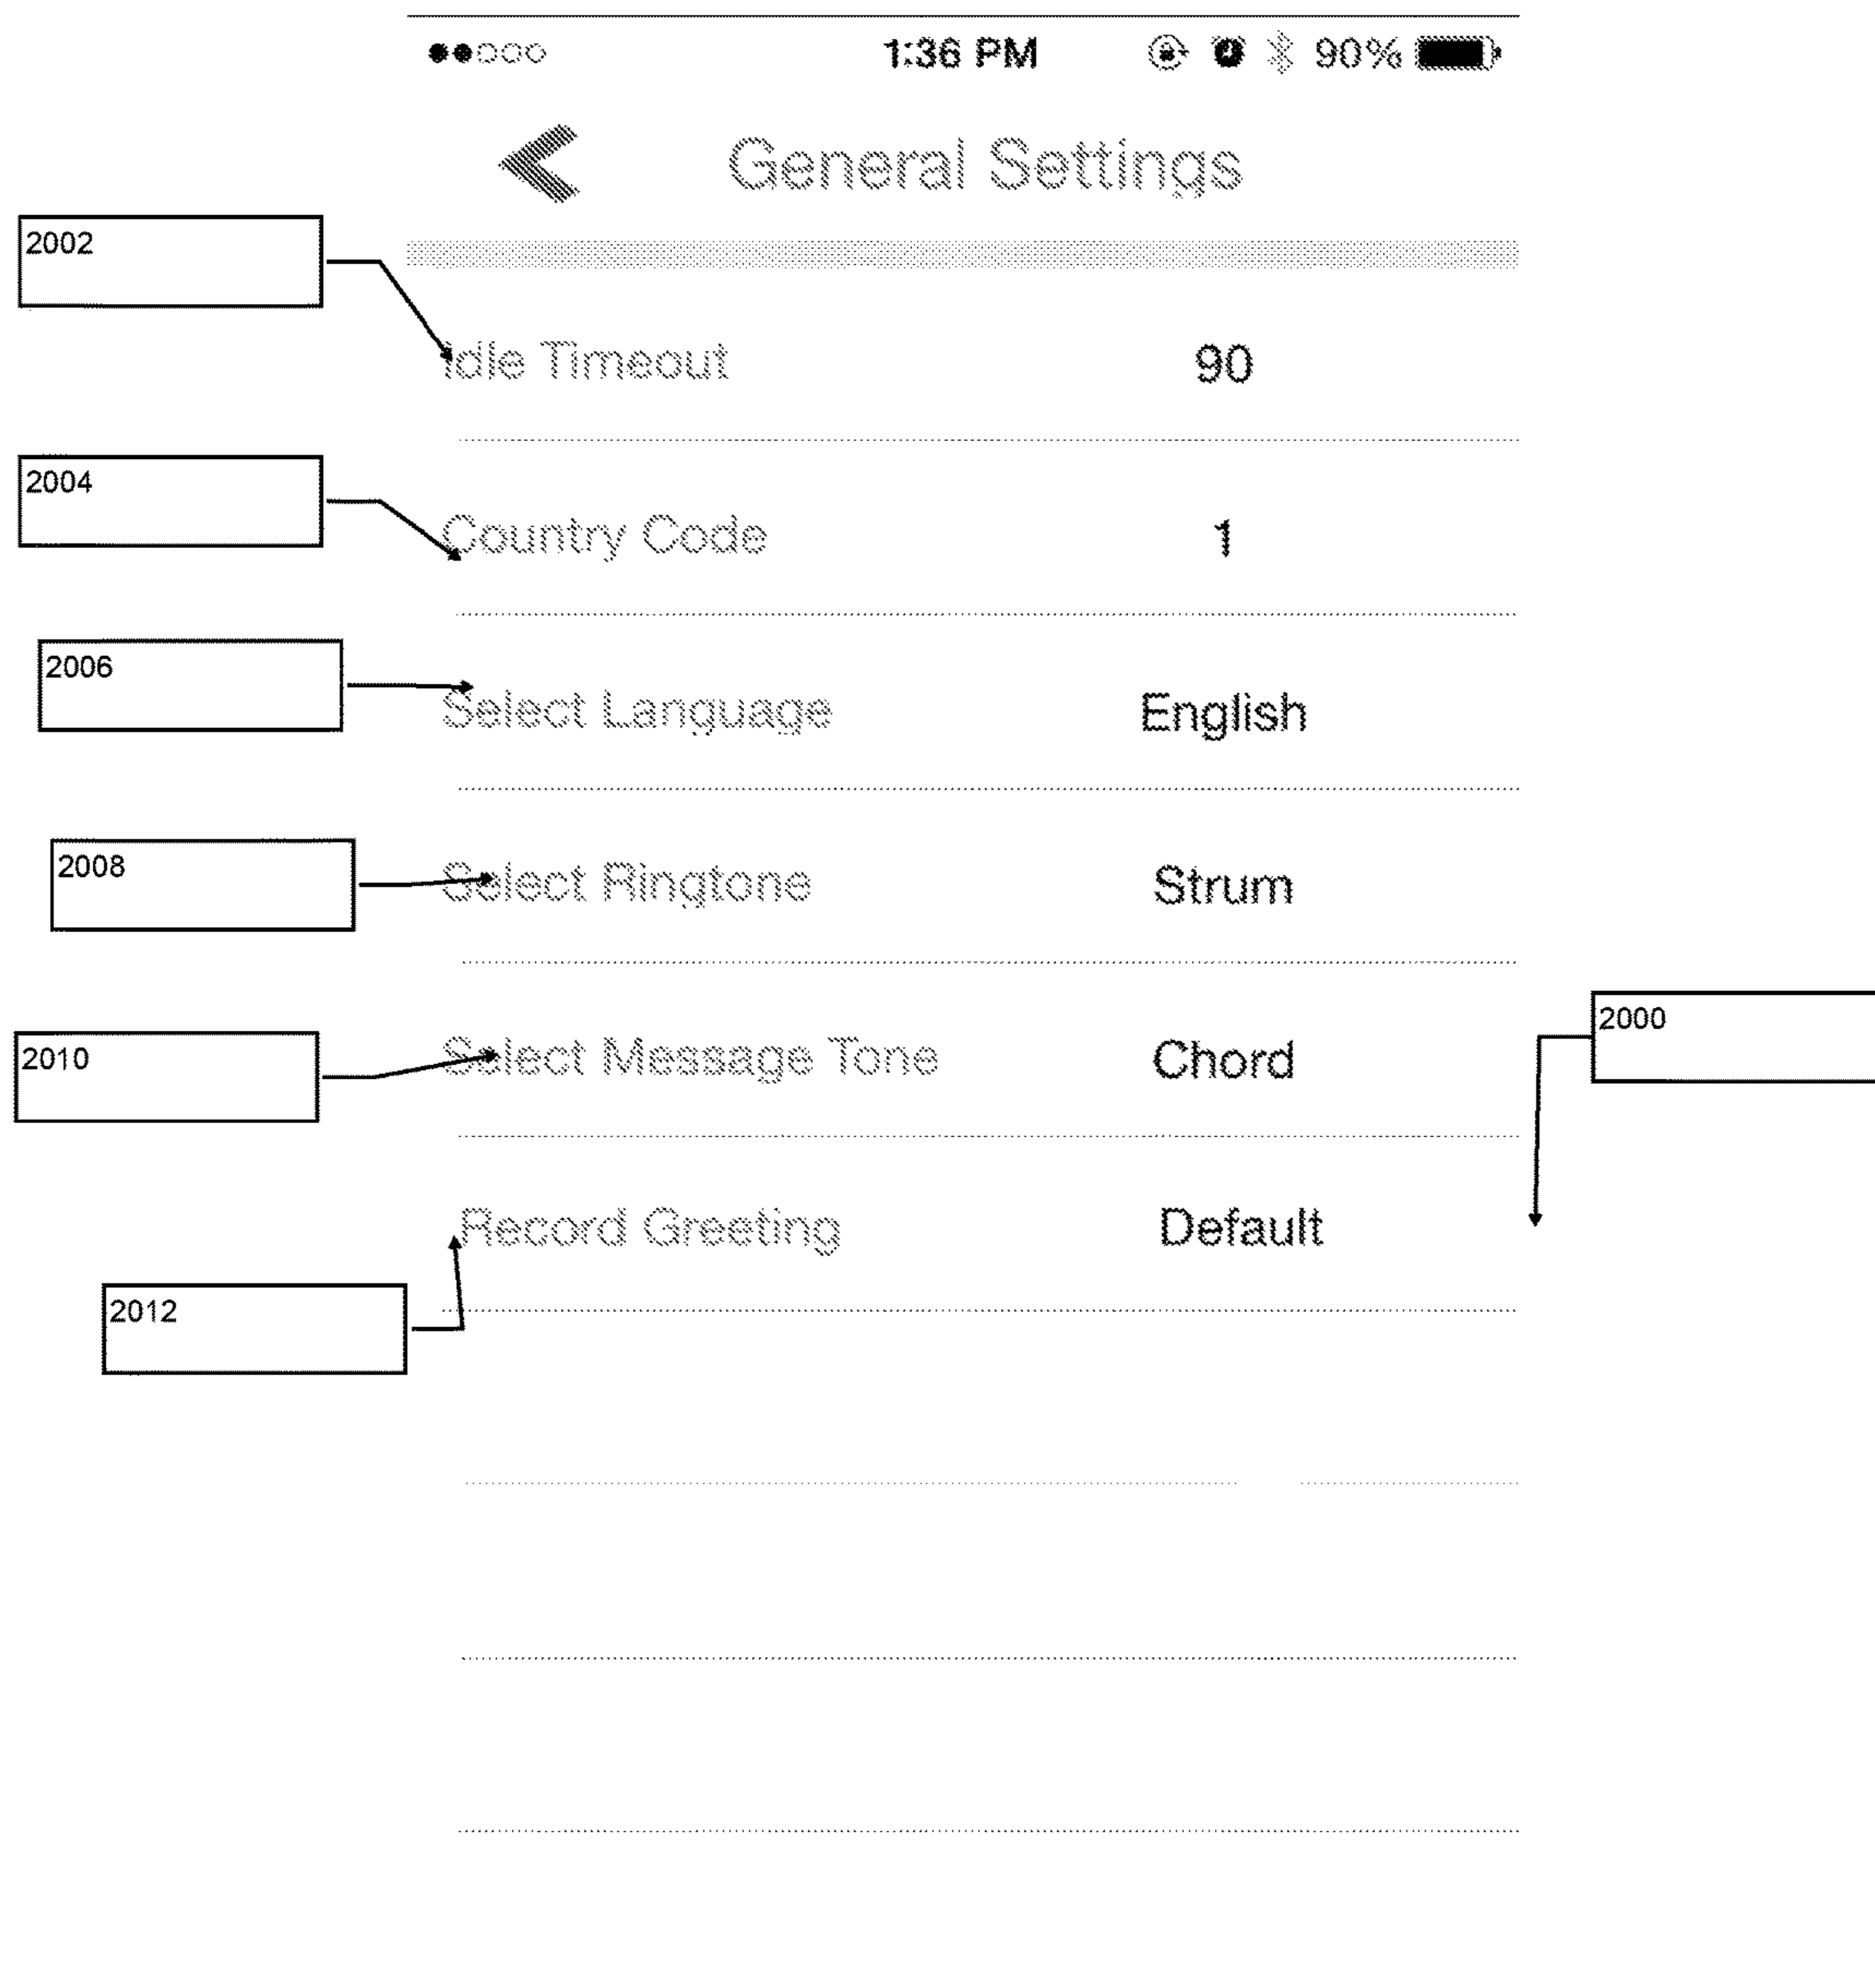 1:36 PM 90%
General Settings
2002
Idle Timeout 90
2004
Country Code 1
2006
Select Language English
2008
Select Ringtone Strum
2000
2010
Select Message Tone Chord
Record Greeting Default
2012